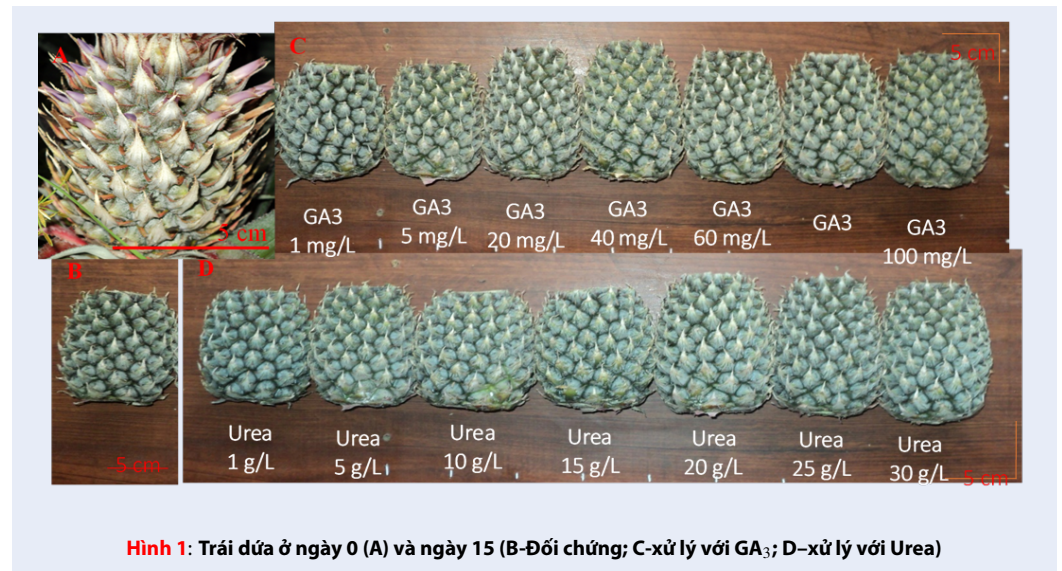 A
5 cm
C
5 cm
GA3
1 mg/L
GA3
5 mg/L
GA3
20 mg/L
GA3
40 mg/L
GA3
60 mg/L
GA3
GA3
100 mg/L
B
5 cm
D
Urea
1 g/L
Urea
5 g/L
Urea
10 g/L
Urea
15 g/L
Urea
20 g/L
Urea
25 g/L
Urea
30 g/L
5 cm
Hình 1: Trái dứa ở ngày 0 (A) và ngày 15 (B-Đối chứng; C-xử lý với GA₃; D–xử lý với Urea)